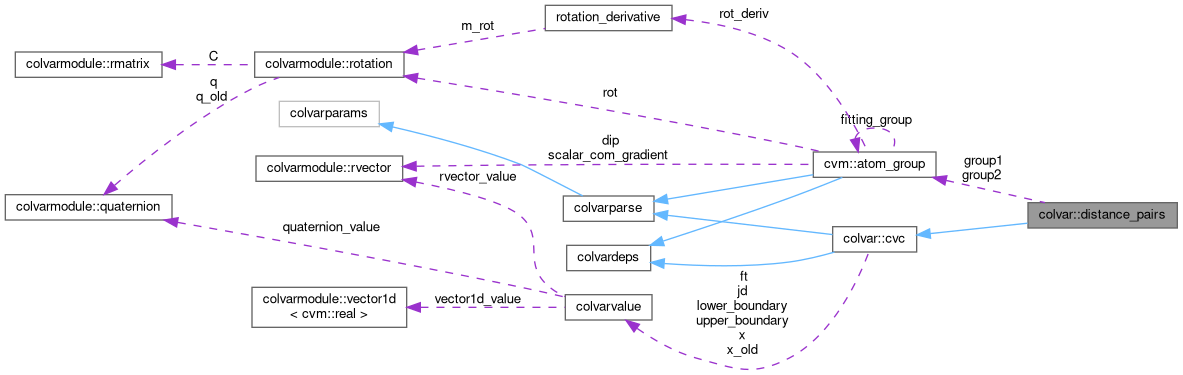 rotation_derivative
rot_deriv
m_rot
colvarmodule::rmatrix
C
colvarmodule::rotation
q
q_old
rot
colvarparams
fitting_group
dip
scalar_com_gradient
cvm::atom_group
group1
group2
colvarmodule::rvector
rvector_value
colvarmodule::quaternion
colvarparse
colvar::distance_pairs
quaternion_value
colvar::cvc
colvardeps
ft
jd
lower_boundary
upper_boundary
x
x_old
colvarmodule::vector1d
< cvm::real >
vector1d_value
colvarvalue